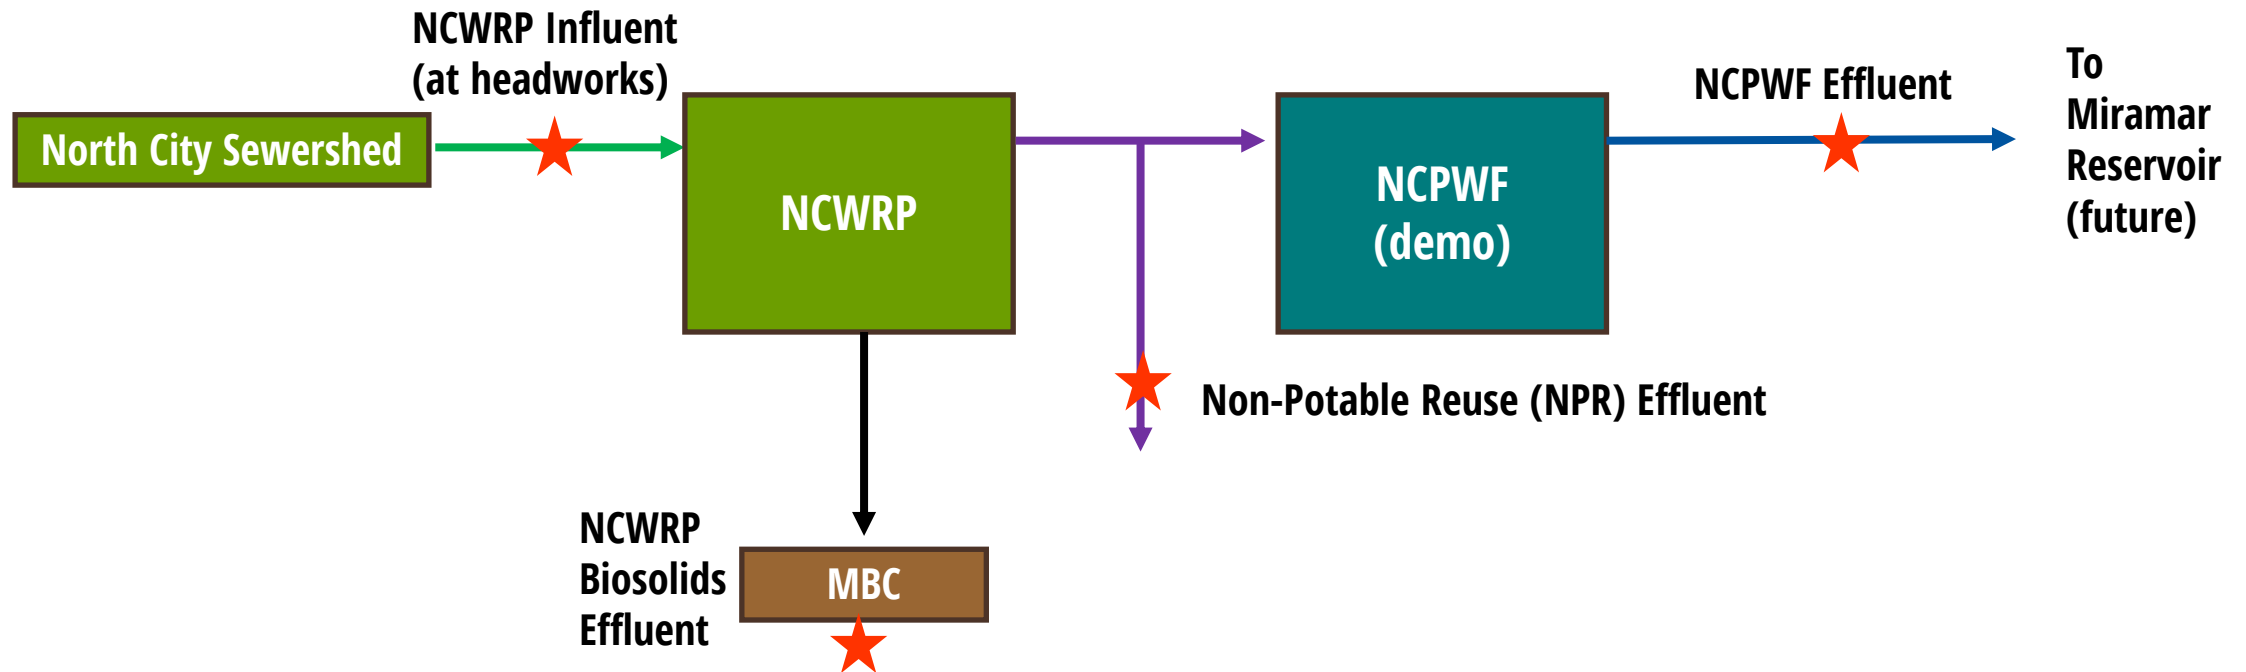 NCWRP Influent
(at headworks)
North City Sewershed
NCWRP
NCPWF
(demo)
NCPWF Effluent
To
Miramar
Reservoir
(future)
Non-Potable Reuse (NPR) Effluent
NCWRP
Biosolids
Effluent
MBC